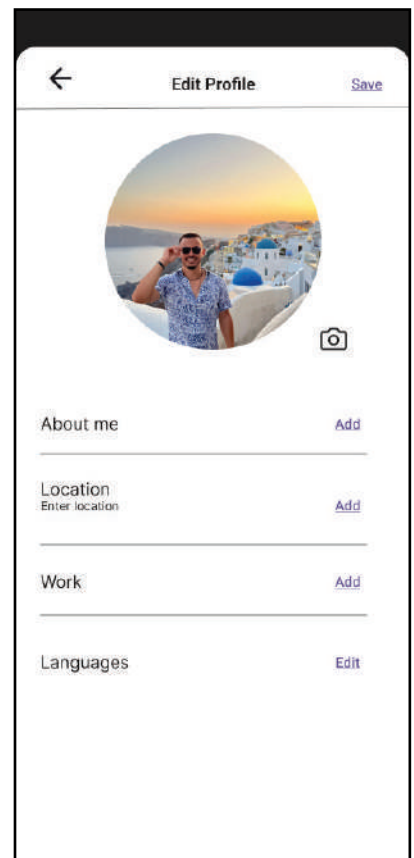 Edit Profile Save
About me Add
Location
Enter location Add
Work Add
Languages Edit